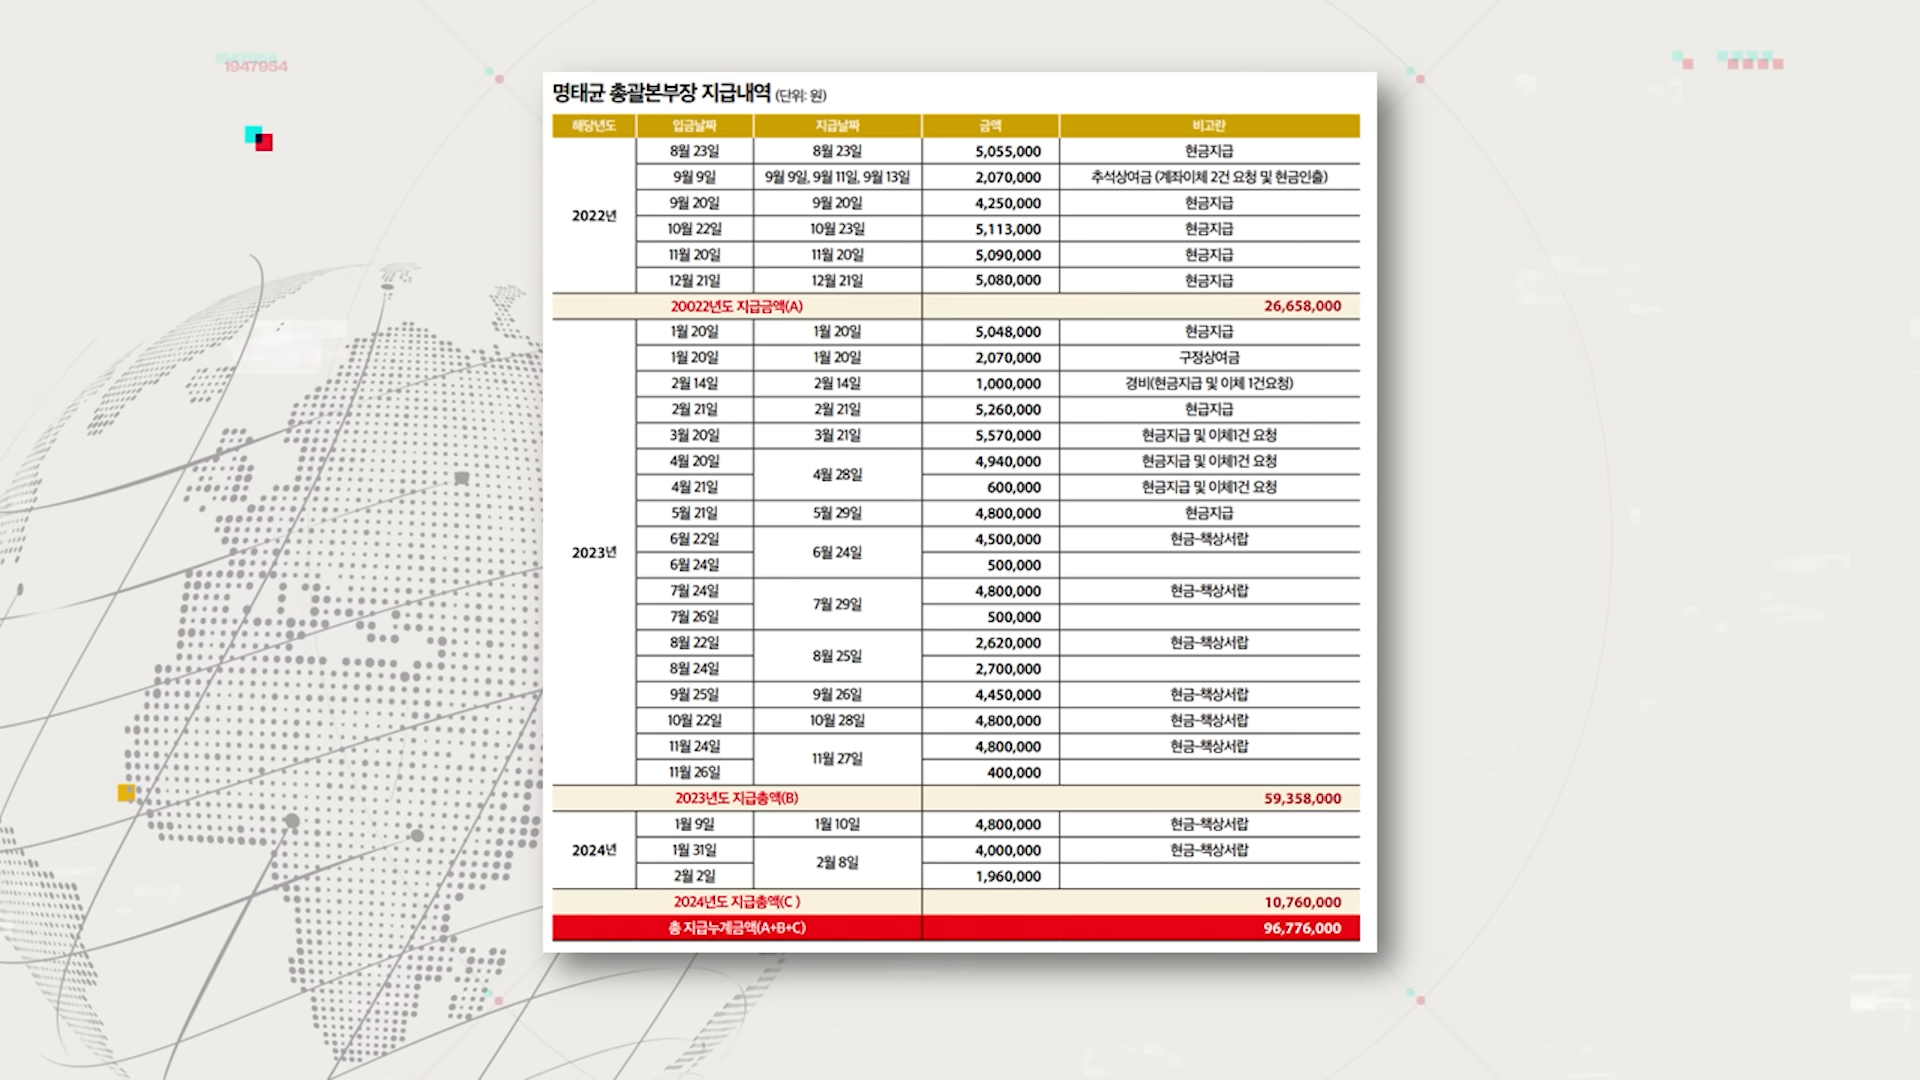 1947954
명태균 총괄본부장 지급내역 (단위: 원)
해당년도 입금날짜 지급날짜 금액 비고란
2022년
8월 23일 8월 23일 5,055,000 현금지급
9월 9일 9월 9일, 9월 11일, 9월 13일 2,070,000 추석상여금 (계좌이체 2건 요청 및 현금인출)
9월 20일 9월 20일 4,250,000 현금지급
10월 22일 10월 23일 5,113,000 현금지급
11월 20일 11월 20일 5,090,000 현금지급
12월 21일 12월 21일 5,080,000 현금지급
20022년도 지급금액(A) 26,658,000
2023년
1월 20일 1월 20일 5,048,000 현금지급
1월 20일 1월 20일 2,070,000 구정상여금
2월 14일 2월 14일 1,000,000 경비(현금지급 및 이체 1건요청)
2월 21일 2월 21일 5,260,000 현급지급
3월 20일 3월 21일 5,570,000 현금지급 및 이체1건 요청
4월 20일 4월 28일 4,940,000 현금지급 및 이체1건 요청
4월 21일 600,000 현금지급 및 이체1건 요청
5월 21일 5월 29일 4,800,000 현금지급
6월 22일 6월 24일 4,500,000 현금-책상서랍
6월 24일 500,000
7월 24일 7월 29일 4,800,000 현금-책상서랍
7월 26일 500,000
8월 22일 8월 25일 2,620,000 현금-책상서랍
8월 24일 2,700,000
9월 25일 9월 26일 4,450,000 현금-책상서랍
10월 22일 10월 28일 4,800,000 현금-책상서랍
11월 24일 11월 27일 4,800,000 현금-책상서랍
11월 26일 400,000
2023년도 지급총액(B) 59,358,000
2024년
1월 9일 1월 10일 4,800,000 현금-책상서랍
1월 31일 2월 8일 4,000,000 현금-책상서랍
2월 2일 1,960,000
2024년도 지급총액(C ) 10,760,000
총 지급누계금액(A+B+C) 96,776,000